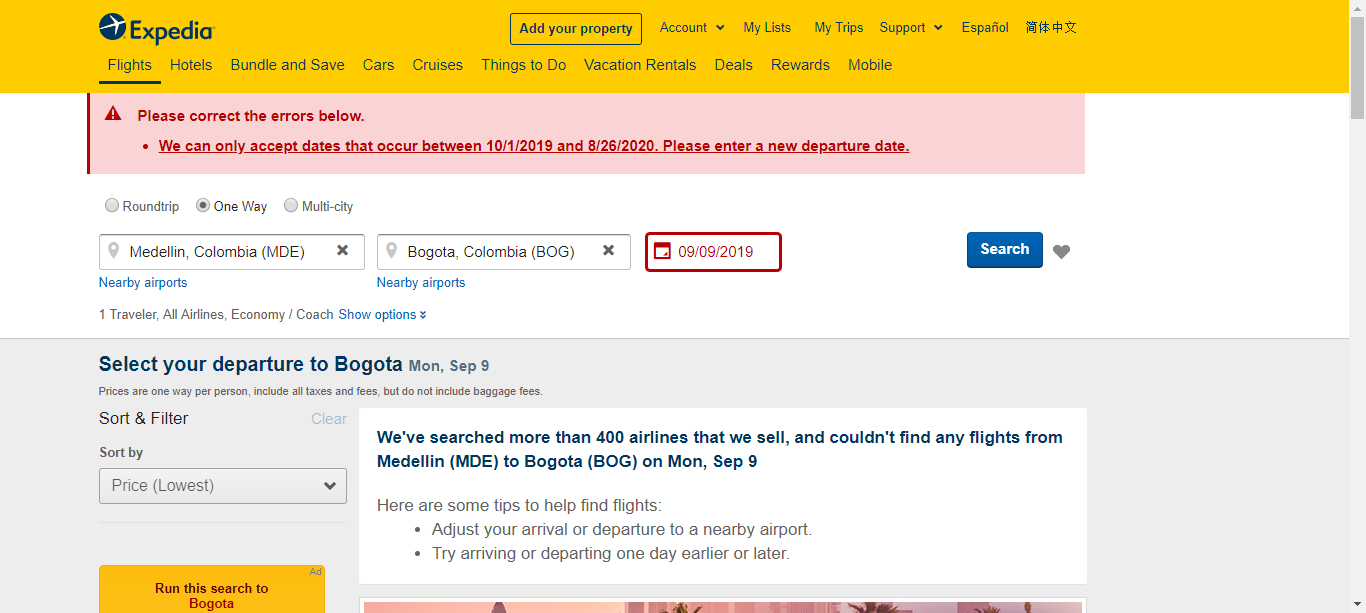 Expedia
Add your property
Account
My Lists
My Trips
Support
Español
简体中文
Flights
Hotels
Bundle and Save
Cars
Cruises
Things to Do
Vacation Rentals
Deals
Rewards
Mobile
Please correct the errors below.
We can only accept dates that occur between 10/1/2019 and 8/26/2020. Please enter a new departure date.
Roundtrip
One Way
Multi-city
Medellin, Colombia (MDE)
Bogota, Colombia (BOG)
09/09/2019
Search
Nearby airports
Nearby airports
1 Traveler, All Airlines, Economy / Coach Show options
Select your departure to Bogota Mon, Sep 9
Prices are one way per person, include all taxes and fees, but do not include baggage fees.
Sort & Filter
Clear
Sort by
Price (Lowest)
Ad
Run this search to
Bogota
We've searched more than 400 airlines that we sell, and couldn't find any flights from
Medellin (MDE) to Bogota (BOG) on Mon, Sep 9
Here are some tips to help find flights:
Adjust your arrival or departure to a nearby airport.
Try arriving or departing one day earlier or later.